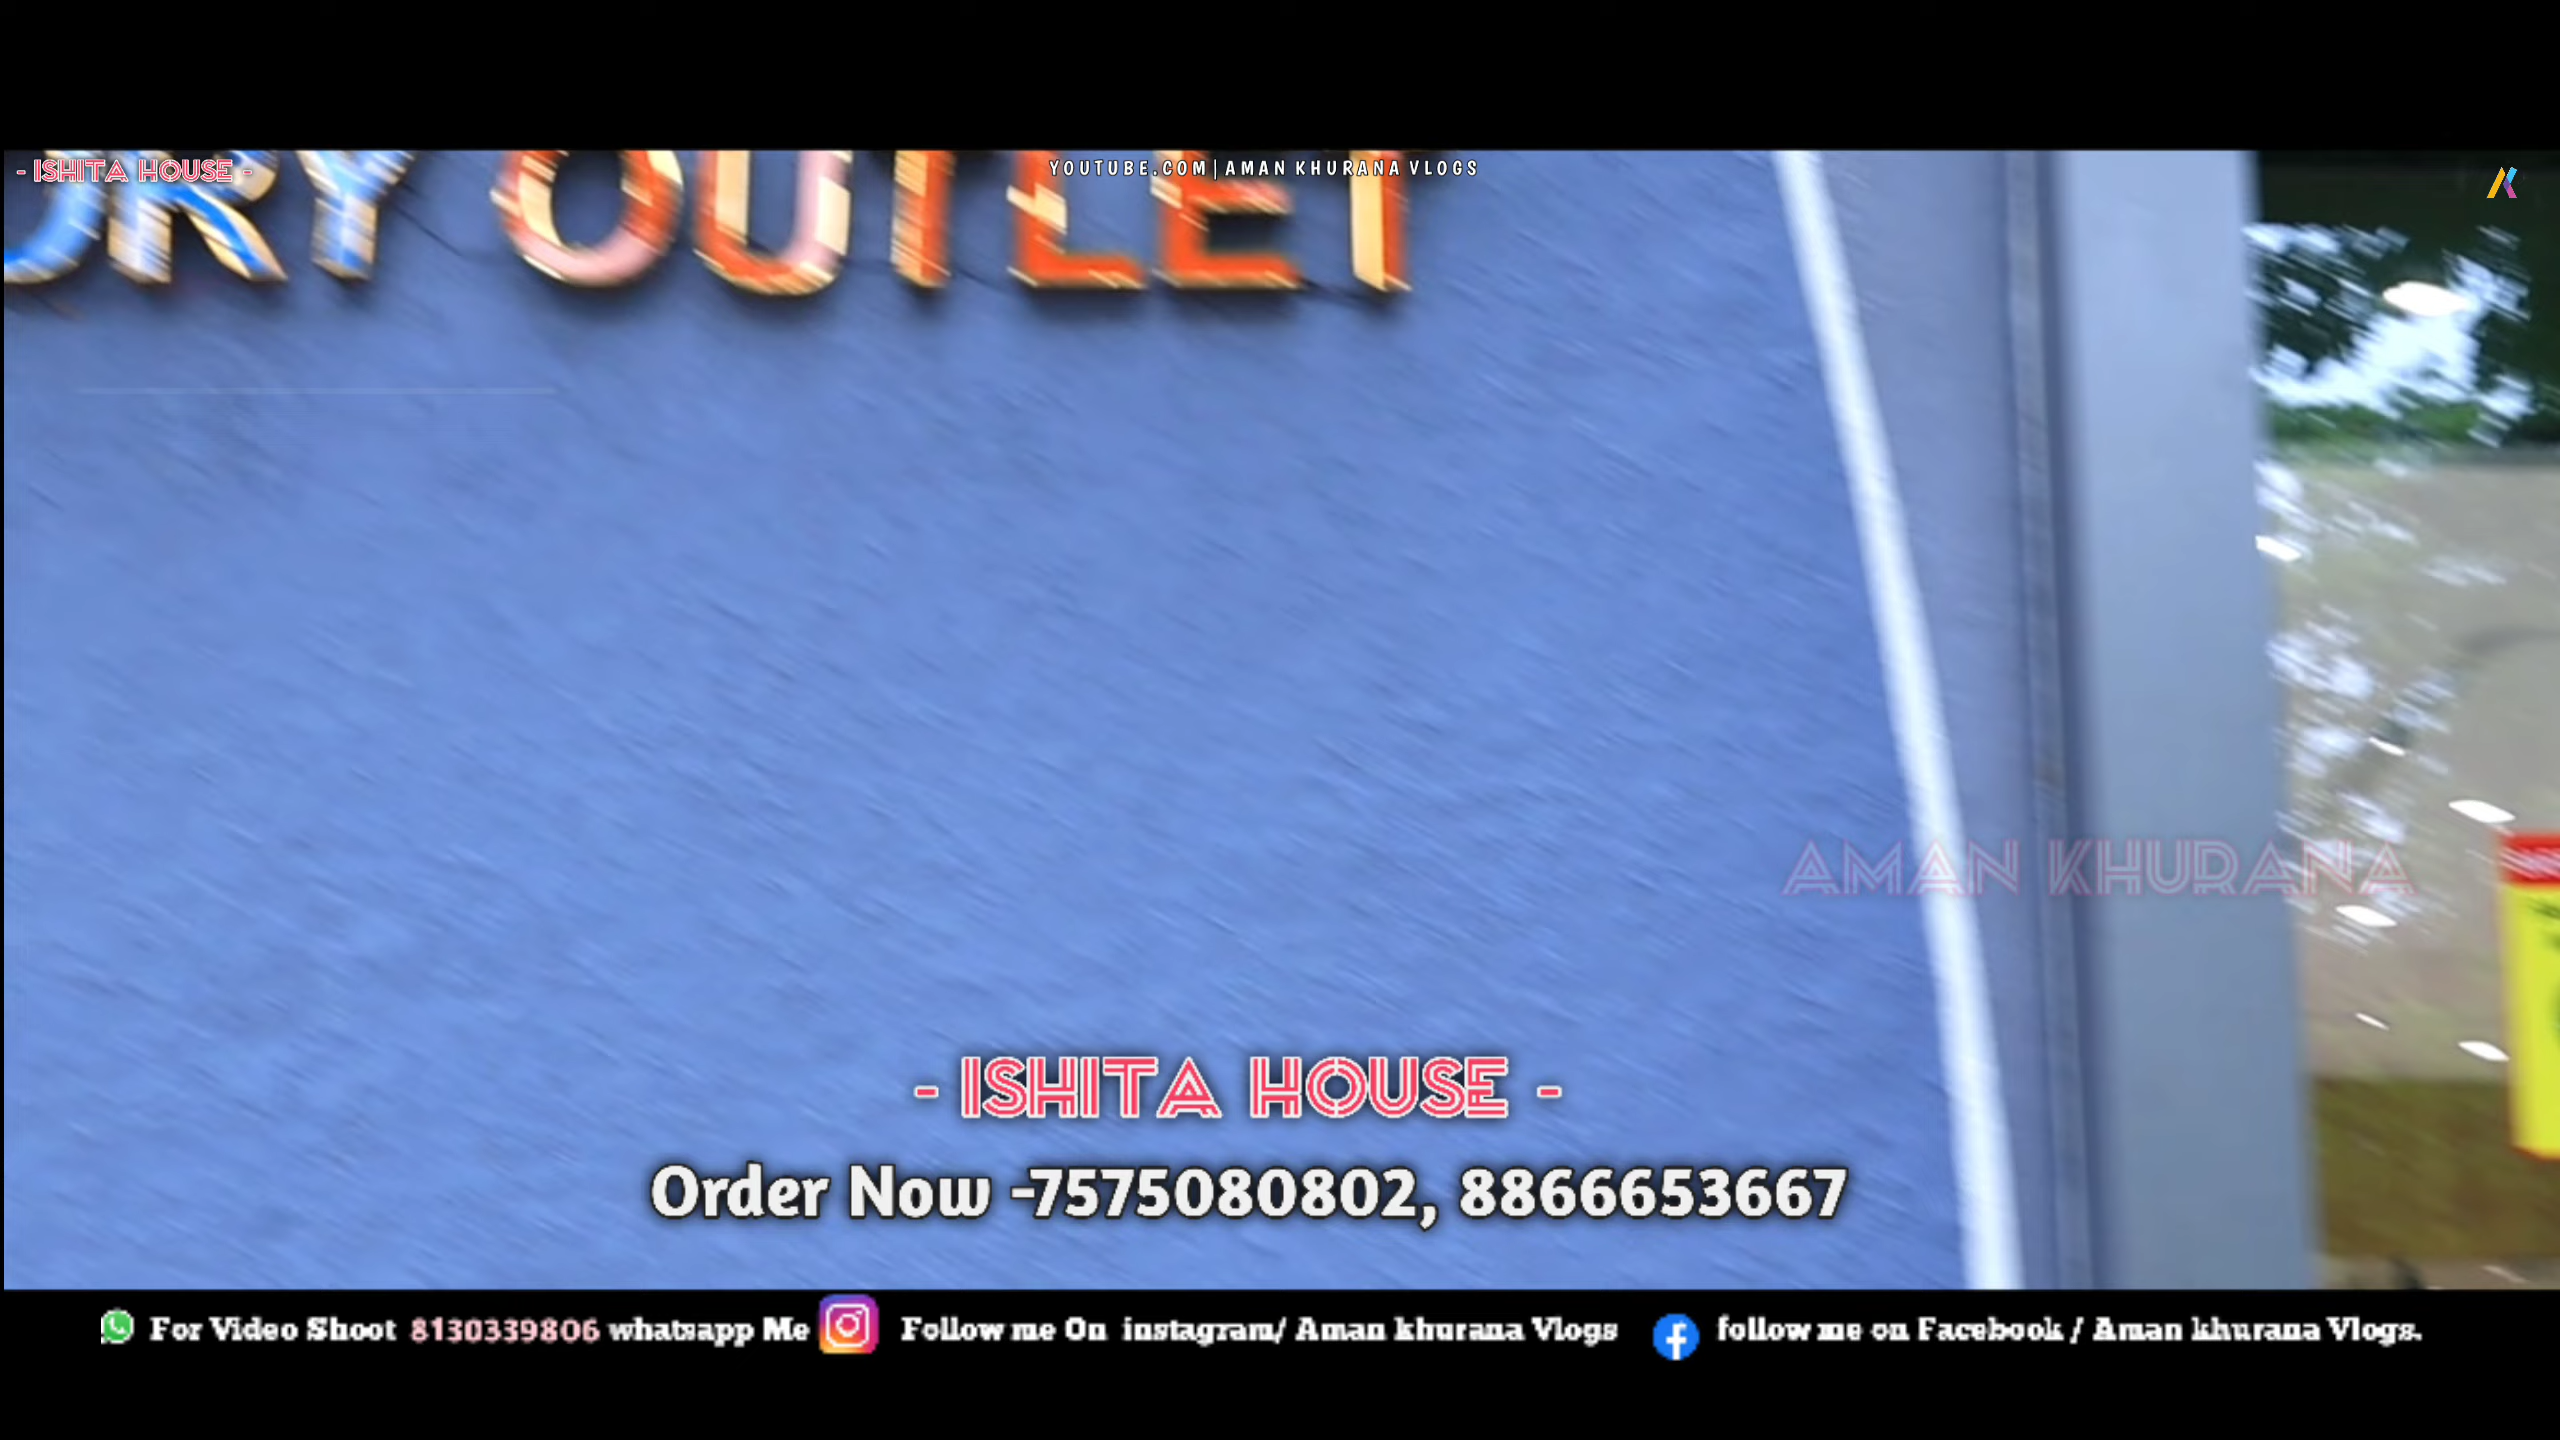 - ISHITA HOUSE -
YOUTUBE.COM|AMAN KHURANA VLOGS
RY OUTLET
AMAN KHURANA
- ISHITA HOUSE -
Order Now -7575080802, 8866653667
For Video Shoot 8130339806 whatsapp Me
Follow me On instagram/ Aman khurana Vlogs
follow me on Facebook / Aman khurana Vlogs.